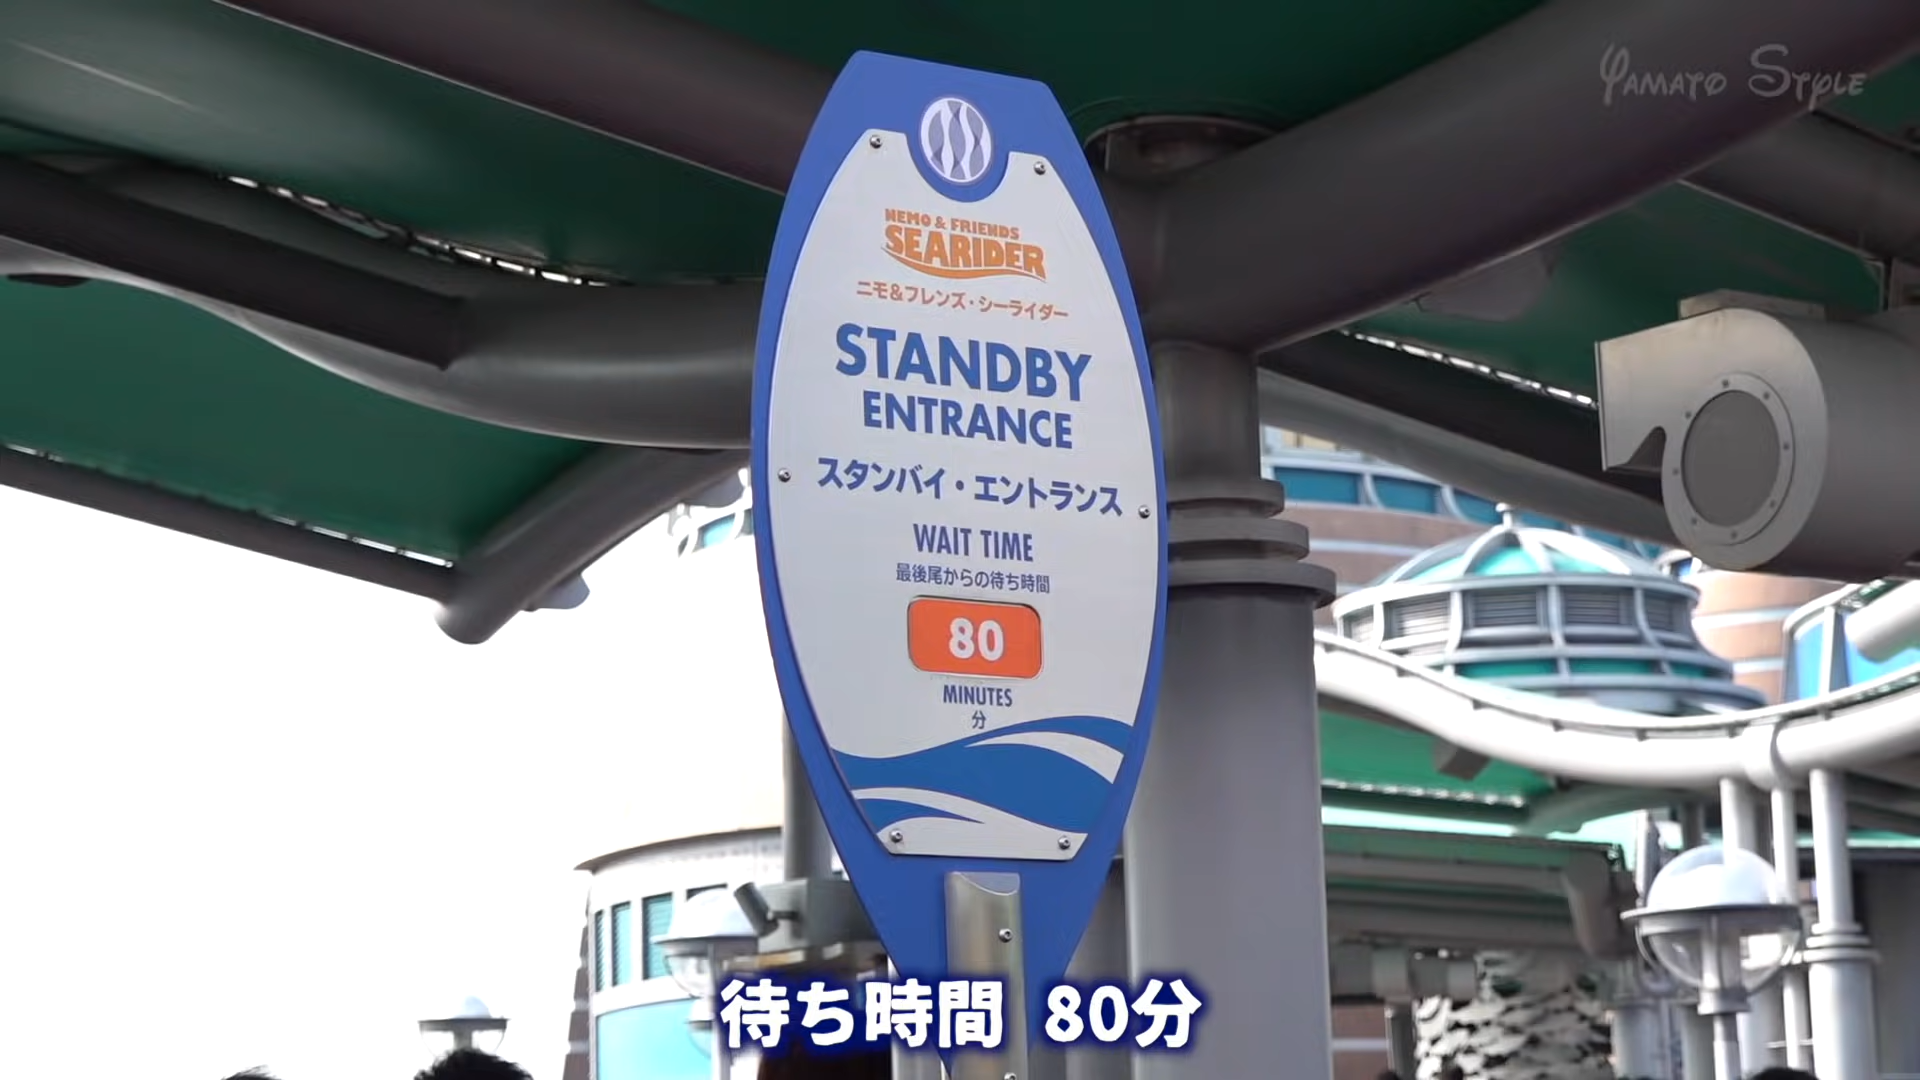 YAMATO STYLE
NEMO & FRIENDS
SEARIDER
ニモ&フレンズ・シーライダー
STANDBY
ENTRANCE
スタンバイ・エントランス
WAIT TIME
最後尾からの待ち時間
80
MINUTES
分
待ち時間 80分